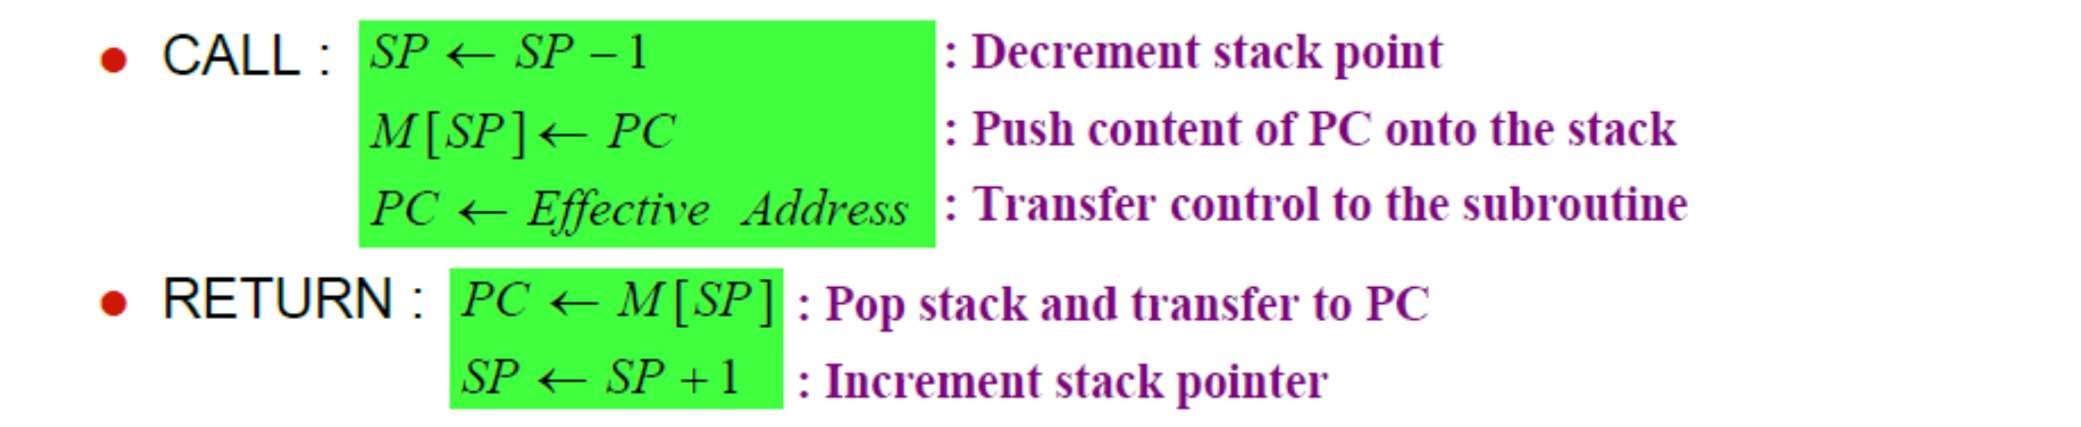 • CALL : SP ← SP − 1 : Decrement stack point
M[SP] ← PC : Push content of PC onto the stack
PC ← Effective Address : Transfer control to the subroutine
• RETURN : PC ← M[SP] : Pop stack and transfer to PC
SP ← SP + 1 : Increment stack pointer